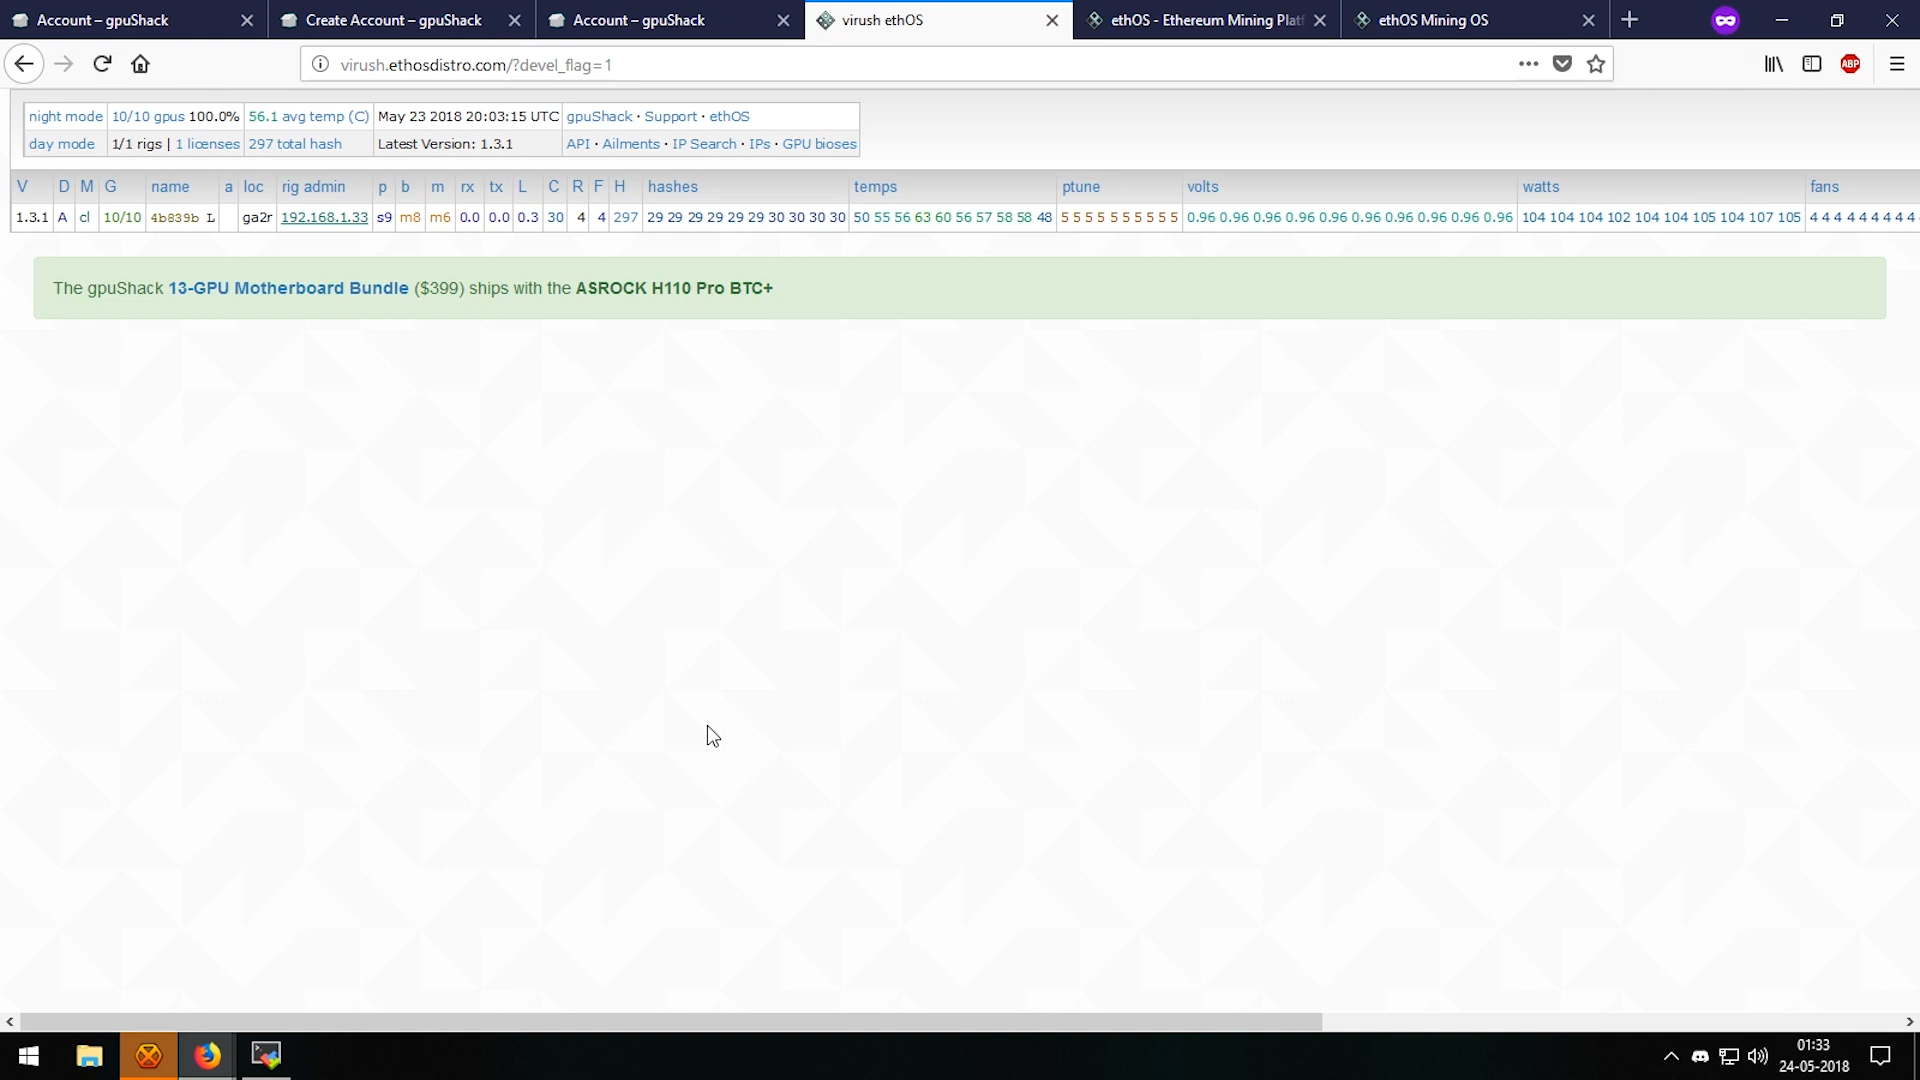 Account – gpuShack
Create Account – gpuShack
Account – gpuShack
virush ethOS
ethOS - Ethereum Mining Platf
ethOS Mining OS
virush.ethosdistro.com/?devel_flag=1
ABP
night mode 10/10 gpus 100.0% 56.1 avg temp (C) May 23 2018 20:03:15 UTC gpuShack · Support · ethOS
day mode 1/1 rigs | 1 licenses 297 total hash Latest Version: 1.3.1 API · Ailments · IP Search · IPs · GPU bioses
V D M G name a loc rig admin p b m rx tx L C R F H hashes temps ptune volts watts fans
1.3.1 A cl 10/10 4b839b L ga2r 192.168.1.33 s9 m8 m6 0.0 0.0 0.3 30 4 4 297 29 29 29 29 29 29 30 30 30 30 50 55 56 63 60 56 57 58 58 48 5 5 5 5 5 5 5 5 5 5 0.96 0.96 0.96 0.96 0.96 0.96 0.96 0.96 0.96 0.96 104 104 104 102 104 104 105 104 107 105 4 4 4 4 4 4 4 4 4
The gpuShack 13-GPU Motherboard Bundle ($399) ships with the ASROCK H110 Pro BTC+
01:33
24-05-2018